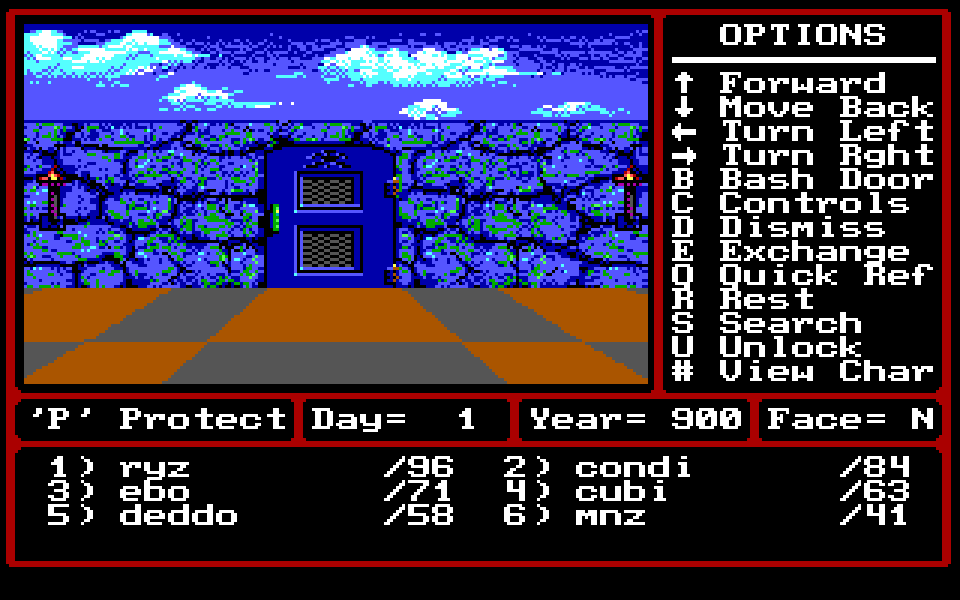 OPTIONS
↑ Forward
↓ Move Back
← Turn Left
→ Turn Rght
B Bash Door
C Controls
D Dismiss
E Exchange
Q Quick Ref
R Rest
S Search
U Unlock
# View Char
'P' Protect Day= 1 Year= 900 Face= N
1) ryz /96 2) condi /84
3) ebo /71 4) cubi /63
5) deddo /58 6) mnz /41